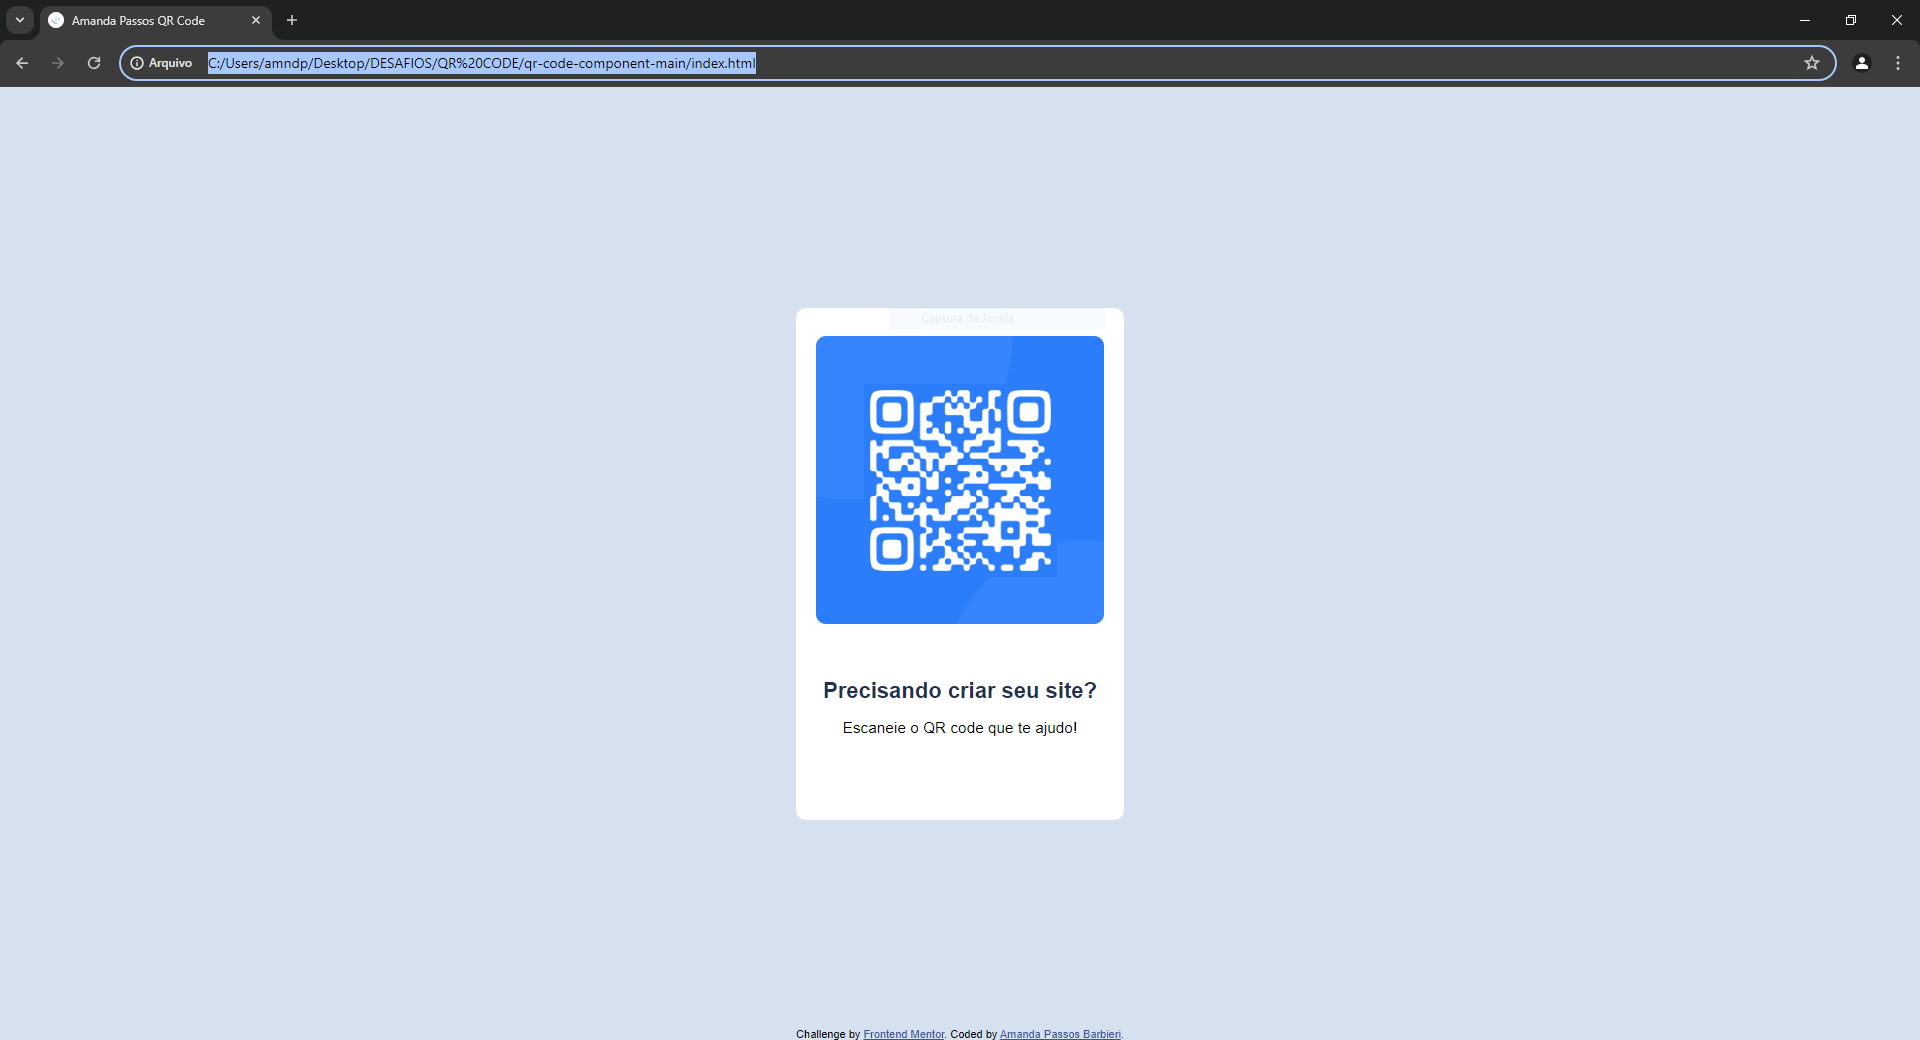 Amanda Passos QR Code
Arquivo C:/Users/amndp/Desktop/DESAFIOS/QR%20CODE/qr-code-component-main/index.html
Captura de Janela
Precisando criar seu site?
Escaneie o QR code que te ajudo!
Challenge by Frontend Mentor. Coded by Amanda Passos Barbieri.